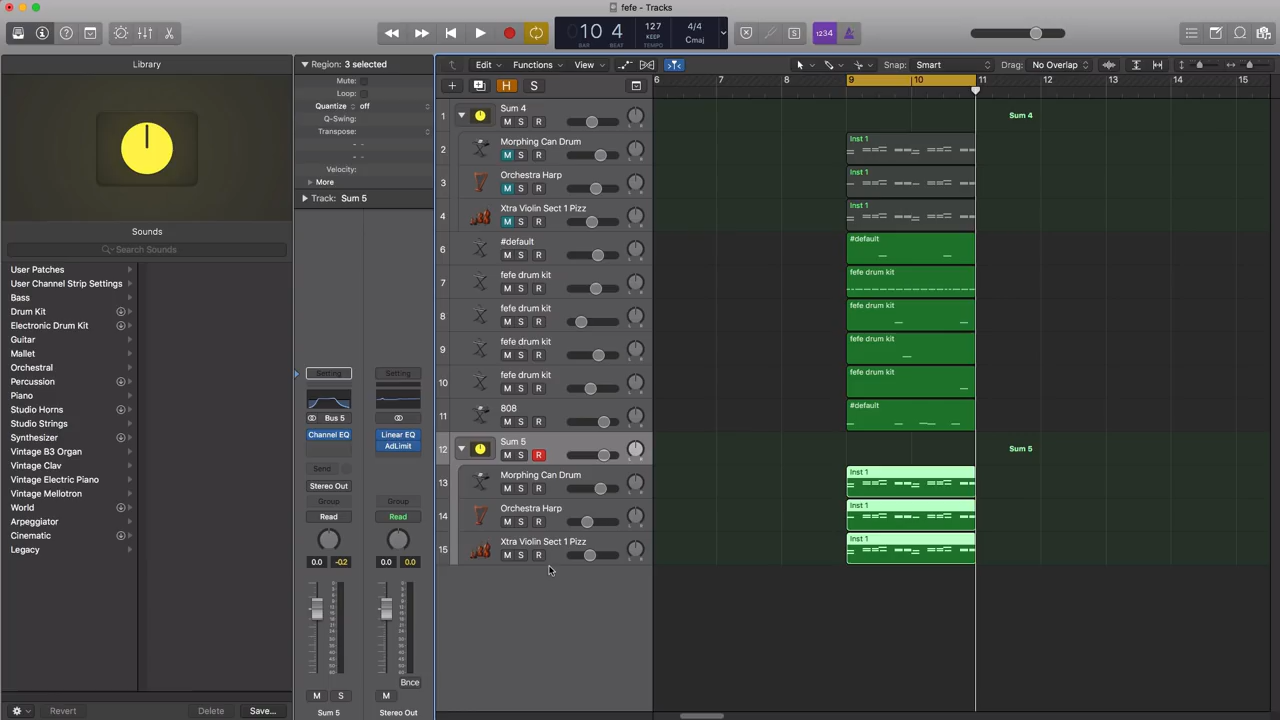 fefe - Tracks
10 4
BAR BEAT
127
KEEP
TEMPO
4/4
Cmaj
1234
Library
Sounds
Search Sounds
User Patches
User Channel Strip Settings
Bass
Drum Kit
Electronic Drum Kit
Guitar
Mallet
Orchestral
Percussion
Piano
Studio Horns
Studio Strings
Synthesizer
Vintage B3 Organ
Vintage Clav
Vintage Electric Piano
Vintage Mellotron
World
Arpeggiator
Cinematic
Legacy
Revert
Delete
Save...
Region: 3 selected
Mute:
Loop:
Quantize off
Q-Swing:
Transpose:
Velocity:
More
Track: Sum 5
Setting Setting
Bus 5
Channel EQ Linear EQ
AdLimit
Send
Stereo Out
Group Group
Read Read
0.0 -0.2 0.0 0.0
Bnce
M S M
Sum 5 Stereo Out
Edit Functions View
Snap: Smart
Drag: No Overlap
H S
6 7 8 9 10 11 12 13 14 15
1 Sum 4
M S R
Sum 4
2 Morphing Can Drum
M S R
Inst 1
3 Orchestra Harp
M S R
Inst 1
4 Xtra Violin Sect 1 Pizz
M S R
Inst 1
6 #default
M S R
#default
7 fefe drum kit
M S R
fefe drum kit
8 fefe drum kit
M S R
fefe drum kit
9 fefe drum kit
M S R
fefe drum kit
10 fefe drum kit
M S R
fefe drum kit
11 808
M S R
#default
12 Sum 5
M S R
Sum 5
13 Morphing Can Drum
M S R
Inst 1
14 Orchestra Harp
M S R
Inst 1
15 Xtra Violin Sect 1 Pizz
M S R
Inst 1